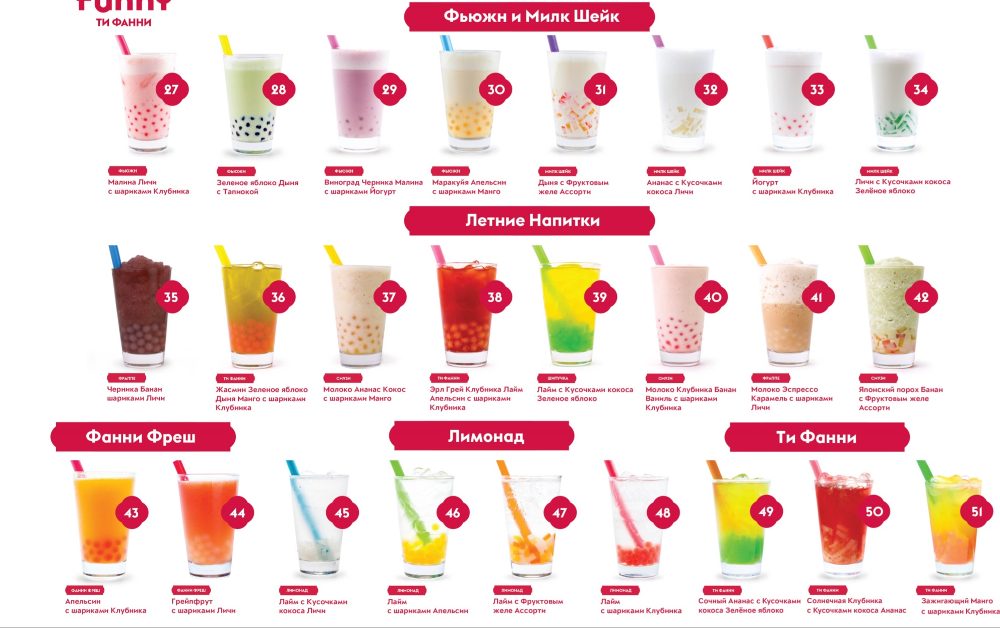 Funny
ТИ ФАННИ
Фьюжн и Милк Шейк
27
28
29
30
31
32
33
34
ФЬЮЖН
Малина Личи
с шариками Клубника
ФЬЮЖН
Зеленое яблоко Дыня
с Тапиокой
ФЬЮЖН
Виноград Черника Малина
с шариками Йогурт
ФЬЮЖН
Маракуйя Апельсин
с шариками Манго
МИЛК ШЕЙК
Дыня с Фруктовым
желе Ассорти
МИЛК ШЕЙК
Ананас с Кусочками
кокоса Личи
МИЛК ШЕЙК
Йогурт
с шариками Клубника
МИЛК ШЕЙК
Личи с Кусочками кокоса
Зелёное яблоко
Летние Напитки
35
36
37
38
39
40
41
42
ФРАППЕ
Черника Банан
шариками Личи
ТИ ФАННИ
Жасмин Зеленое яблоко
Дыня Манго с шариками
Клубника
СМУЗИ
Молоко Ананас Кокос
с шариками Манго
ТИ ФАННИ
Эрл Грей Клубника Лайм
Апельсин с шариками
Клубника
ШИПУЧКА
Лайм с Кусочками кокоса
Зеленое яблоко
СМУЗИ
Молоко Клубника Банан
Ваниль с шариками
Клубника
ФРАППЕ
Молоко Эспрессо
Карамель с шариками
Личи
СМУЗИ
Японский порох Банан
с Фруктовым желе
Ассорти
Фанни Фреш
Лимонад
Ти Фанни
43
44
45
46
47
48
49
50
51
ФАННИ ФРЕШ
Апельсин
с шариками Клубника
ФАННИ ФРЕШ
Грейпфрут
с шариками Личи
ЛИМОНАД
Лайм с Кусочками
кокоса Личи
ЛИМОНАД
Лайм
с шариками Апельсин
ЛИМОНАД
Лайм с Фруктовым
желе Ассорти
ЛИМОНАД
Лайм
с шариками Клубника
ТИ ФАННИ
Сочный Ананас с Кусочками
кокоса Зелёное яблоко
ТИ ФАННИ
Солнечная Клубника
с Кусочками кокоса Ананас
ТИ ФАННИ
Зажигающий Манго
с шариками Клубника